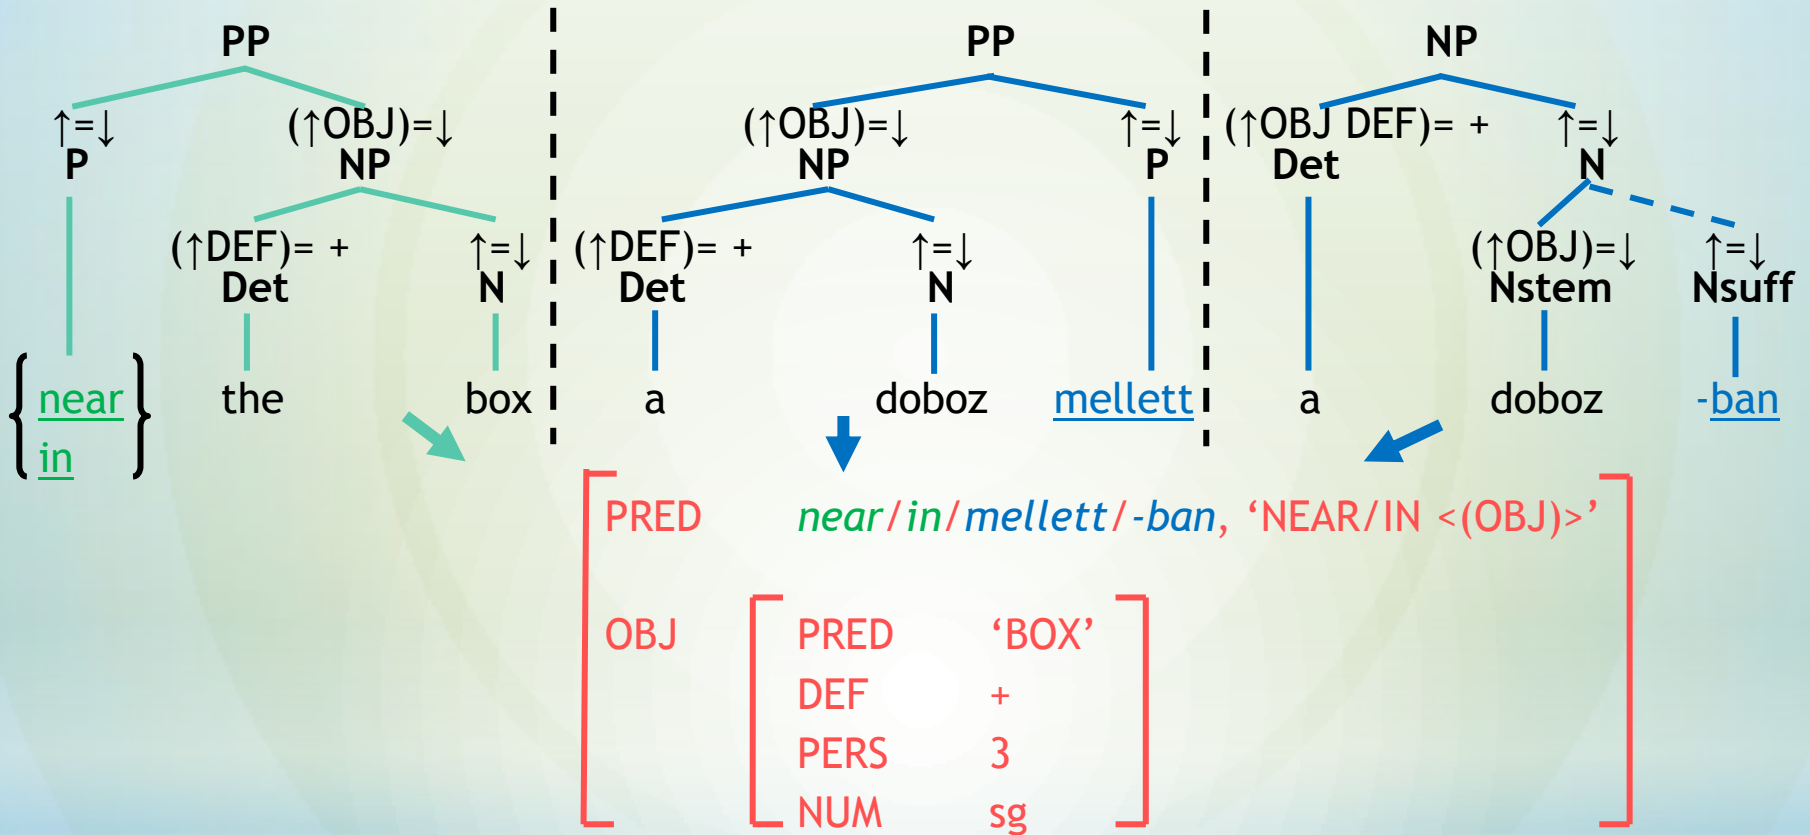 PP PP NP
↑=↓ (↑OBJ)=↓ (↑OBJ)=↓ ↑=↓ (↑OBJ DEF)= + ↑=↓
P NP NP P Det N
(↑DEF)= + ↑=↓ (↑DEF)= + ↑=↓ (↑OBJ)=↓ ↑=↓
Det N Det N Nstem Nsuff
near the box a doboz mellett a doboz -ban
in
PRED near/in/mellett/-ban, ‘NEAR/IN <(OBJ)>’
OBJ PRED ‘BOX’
DEF +
PERS 3
NUM sg